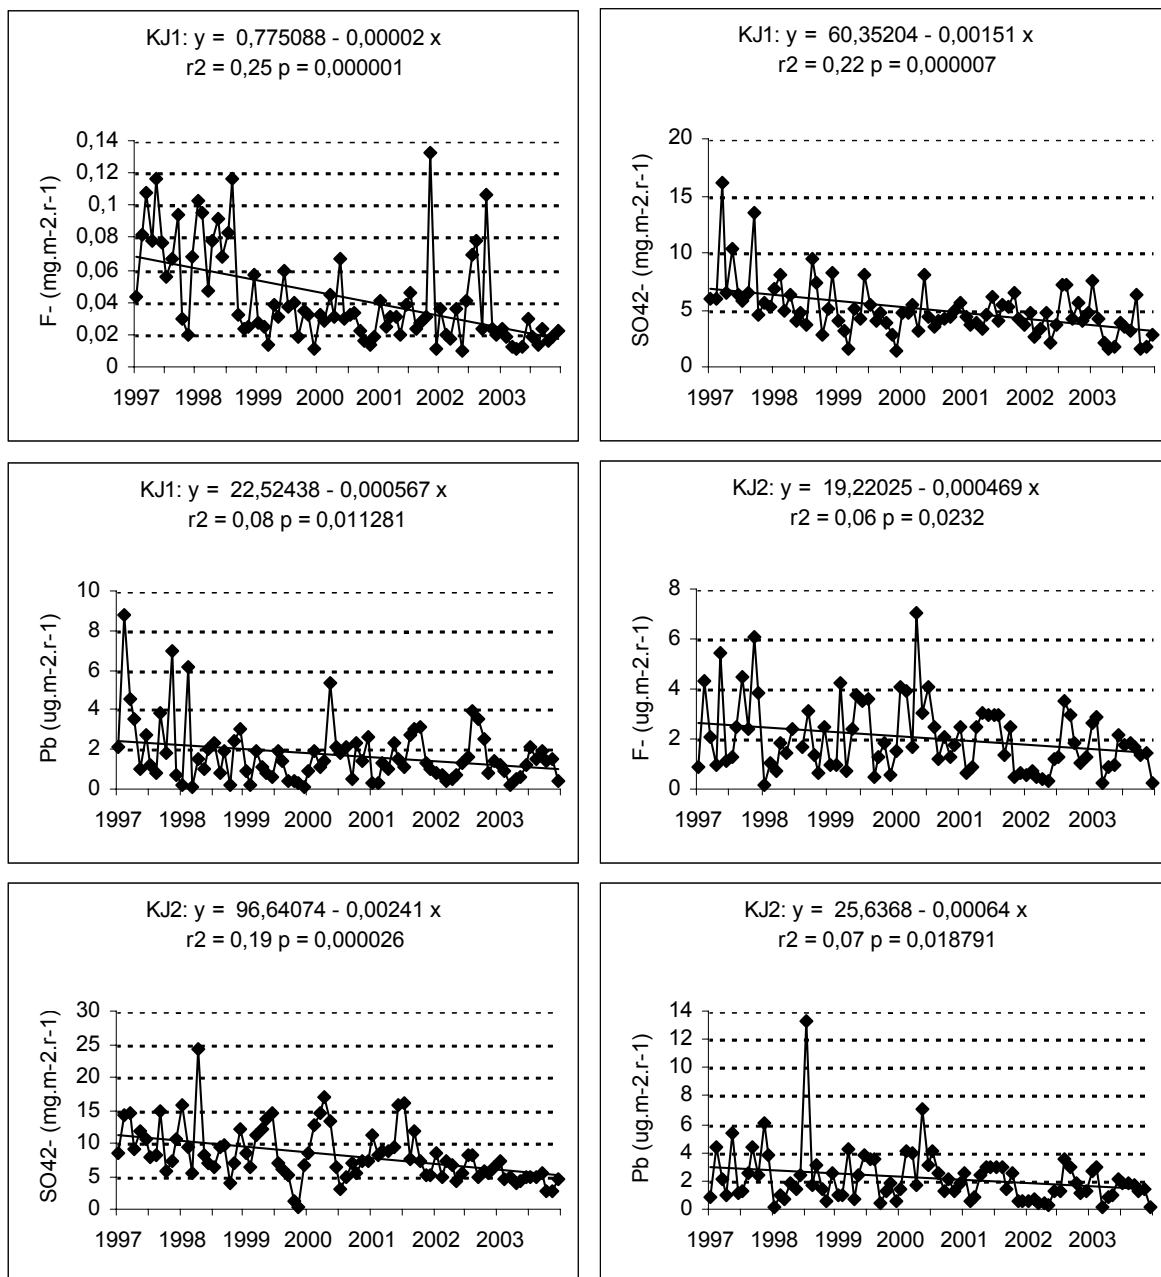 KJ1: y = 0,775088 - 0,00002 x
r2 = 0,25 p = 0,000001
F- (mg.m-2.r-1)
0,14
0,12
0,1
0,08
0,06
0,04
0,02
0
1997 1998 1999 2000 2001 2002 2003
KJ1: y = 60,35204 - 0,00151 x
r2 = 0,22 p = 0,000007
SO42- (mg.m-2.r-1)
20
15
10
5
0
1997 1998 1999 2000 2001 2002 2003
KJ1: y = 22,52438 - 0,000567 x
r2 = 0,08 p = 0,011281
Pb (ug.m-2.r-1)
10
8
6
4
2
0
1997 1998 1999 2000 2001 2002 2003
KJ2: y = 19,22025 - 0,000469 x
r2 = 0,06 p = 0,0232
F- (ug.m-2.r-1)
8
6
4
2
0
1997 1998 1999 2000 2001 2002 2003
KJ2: y = 96,64074 - 0,00241 x
r2 = 0,19 p = 0,000026
SO42- (mg.m-2.r-1)
30
25
20
15
10
5
0
1997 1998 1999 2000 2001 2002 2003
KJ2: y = 25,6368 - 0,00064 x
r2 = 0,07 p = 0,018791
Pb (ug.m-2.r-1)
14
12
10
8
6
4
2
0
1997 1998 1999 2000 2001 2002 2003